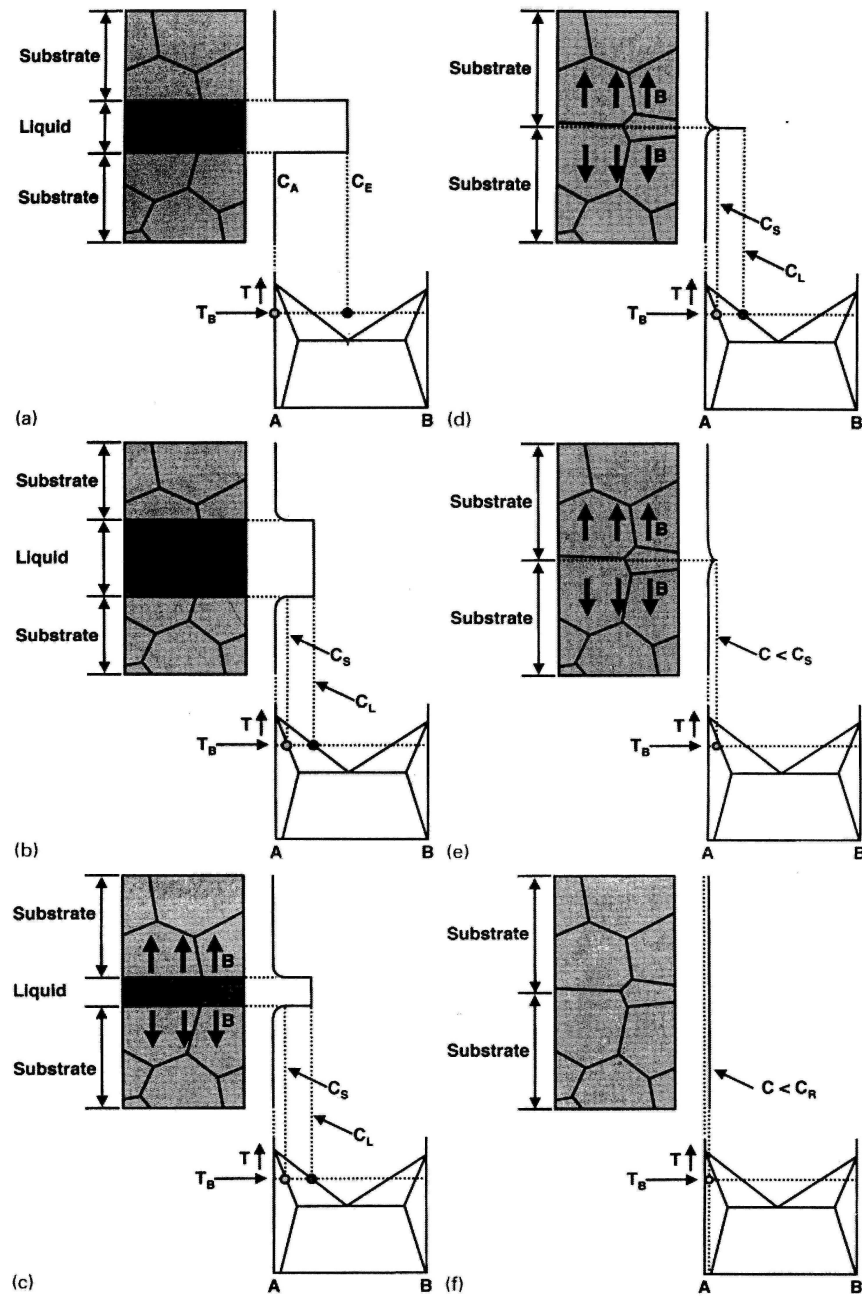 Substrate
Liquid
Substrate
C_A
C_E
T
T_B
A
B
(a)
Substrate
Liquid
Substrate
C_S
C_L
T
T_B
A
B
(b)
Substrate
Liquid
Substrate
B
B
C_S
C_L
T
T_B
A
B
(c)
Substrate
Substrate
B
B
C_S
C_L
T
T_B
A
B
(d)
Substrate
Substrate
B
B
C < C_S
T
T_B
A
B
(e)
Substrate
Substrate
C < C_R
T
T_B
A
B
(f)